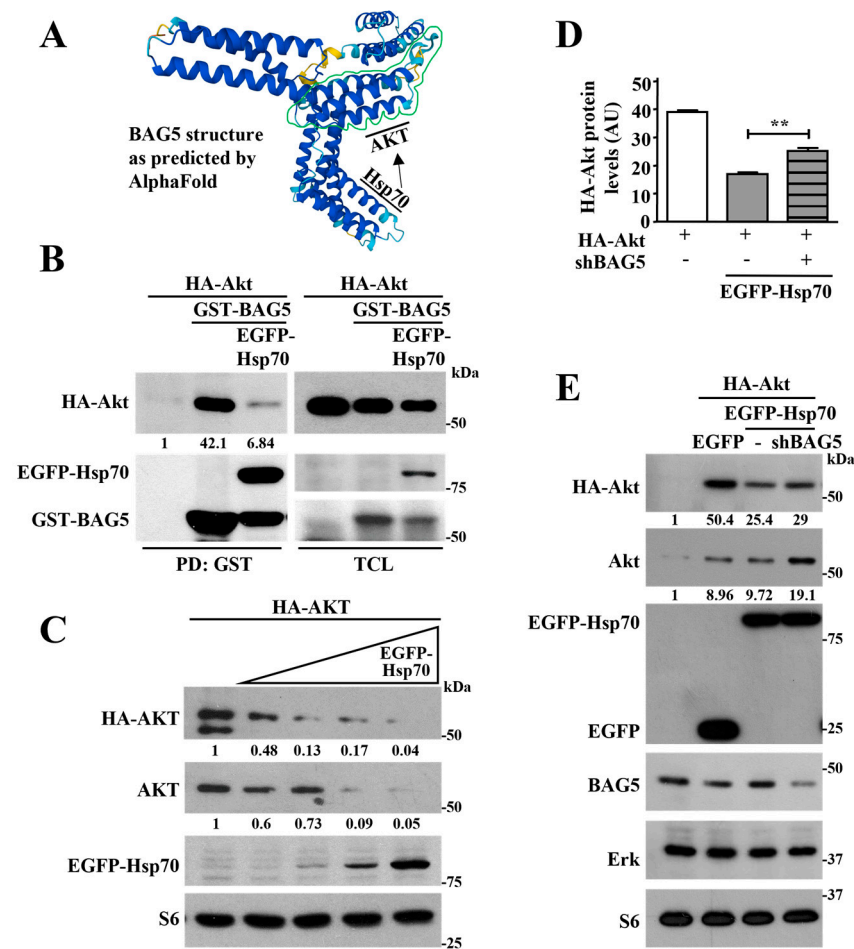 A
BAG5 structure
as predicted by
AlphaFold
AKT
Hsp70
B
HA-Akt HA-Akt
GST-BAG5 GST-BAG5
EGFP- EGFP-
Hsp70 Hsp70
kDa
HA-Akt
-50
1 42.1 6.84
EGFP-Hsp70
-75
GST-BAG5
-50
PD: GST TCL
C
HA-AKT
EGFP-
Hsp70
kDa
HA-AKT
-50
1 0.48 0.13 0.17 0.04
AKT
-50
1 0.6 0.73 0.09 0.05
EGFP-Hsp70
-75
S6
-25
D
HA-Akt protein
levels (AU)
50
40
30
20
10
0
**
HA-Akt + + +
shBAG5 - - +
EGFP-Hsp70
E
HA-Akt
EGFP-Hsp70
EGFP - shBAG5
kDa
HA-Akt
-50
1 50.4 25.4 29
Akt
-50
1 8.96 9.72 19.1
EGFP-Hsp70
-75
EGFP
-25
-50
BAG5
Erk
-37
S6
-37